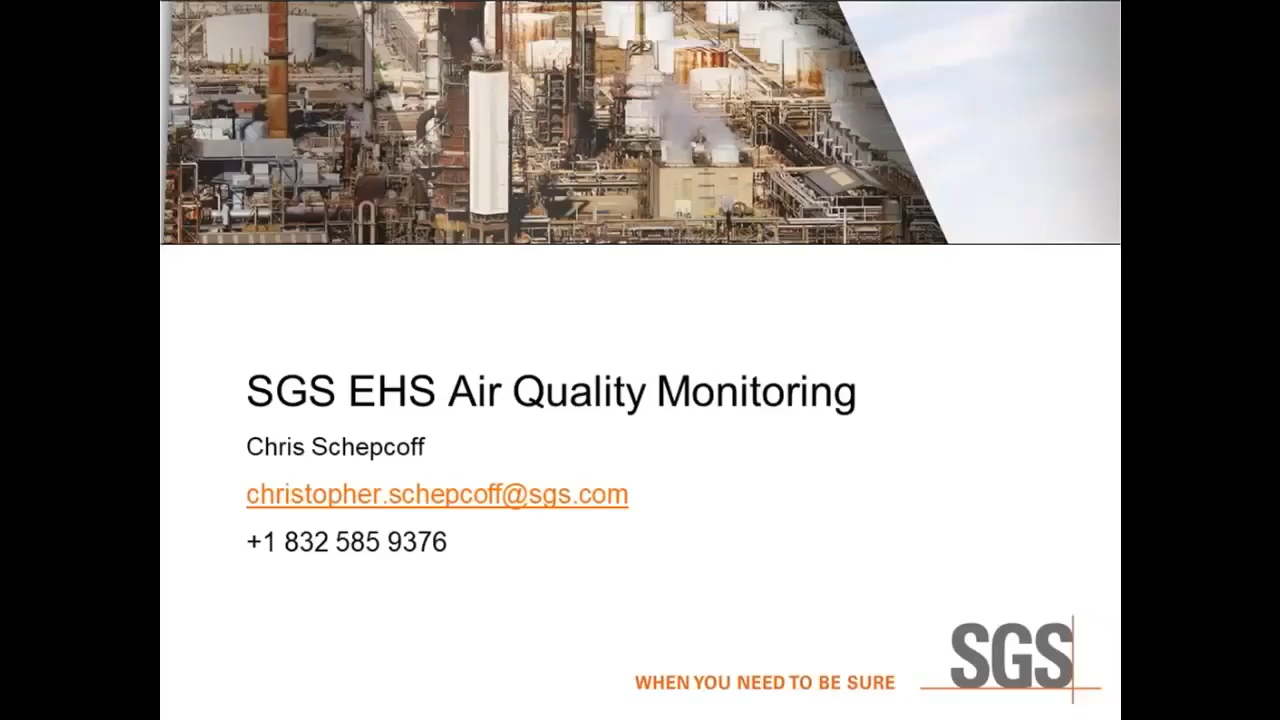 SGS EHS Air Quality Monitoring
Chris Schepcoff
christopher.schepcoff@sgs.com
+1 832 585 9376
WHEN YOU NEED TO BE SURE
SGS